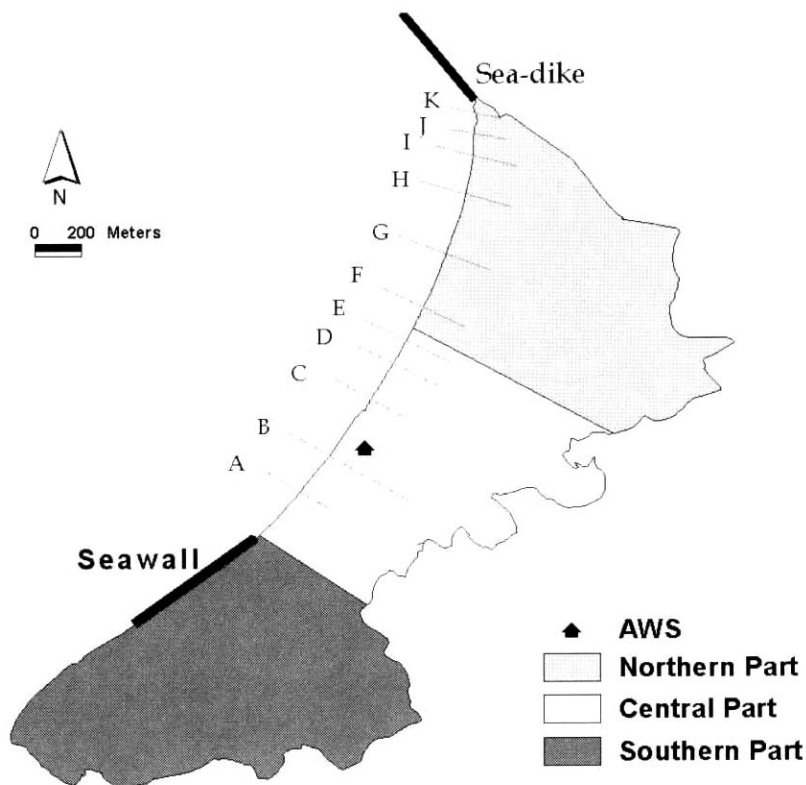 Sea-dike
K
J
I
H
N
0 200 Meters
G
F
E
D
C
B
A
Seawall
AWS
Northern Part
Central Part
Southern Part